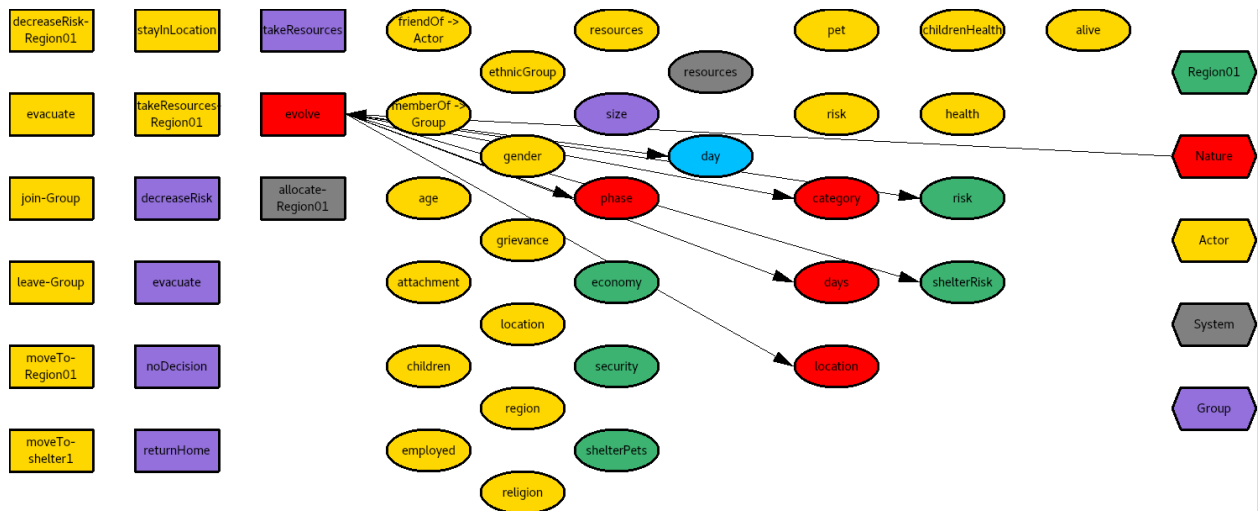 decreaseRisk-
Region01
stayInLocation
takeResources
friendOf ->
Actor
resources
pet
childrenHealth
alive
ethnicGroup
resources
Region01
evacuate
takeResources-
Region01
evolve
memberOf ->
Group
size
risk
health
gender
day
Nature
join-Group
decreaseRisk
allocate-
Region01
age
phase
category
risk
grievance
Actor
leave-Group
evacuate
attachment
economy
days
shelterRisk
location
System
moveTo-
Region01
noDecision
children
security
location
region
Group
moveTo-
shelter1
returnHome
employed
shelterPets
religion